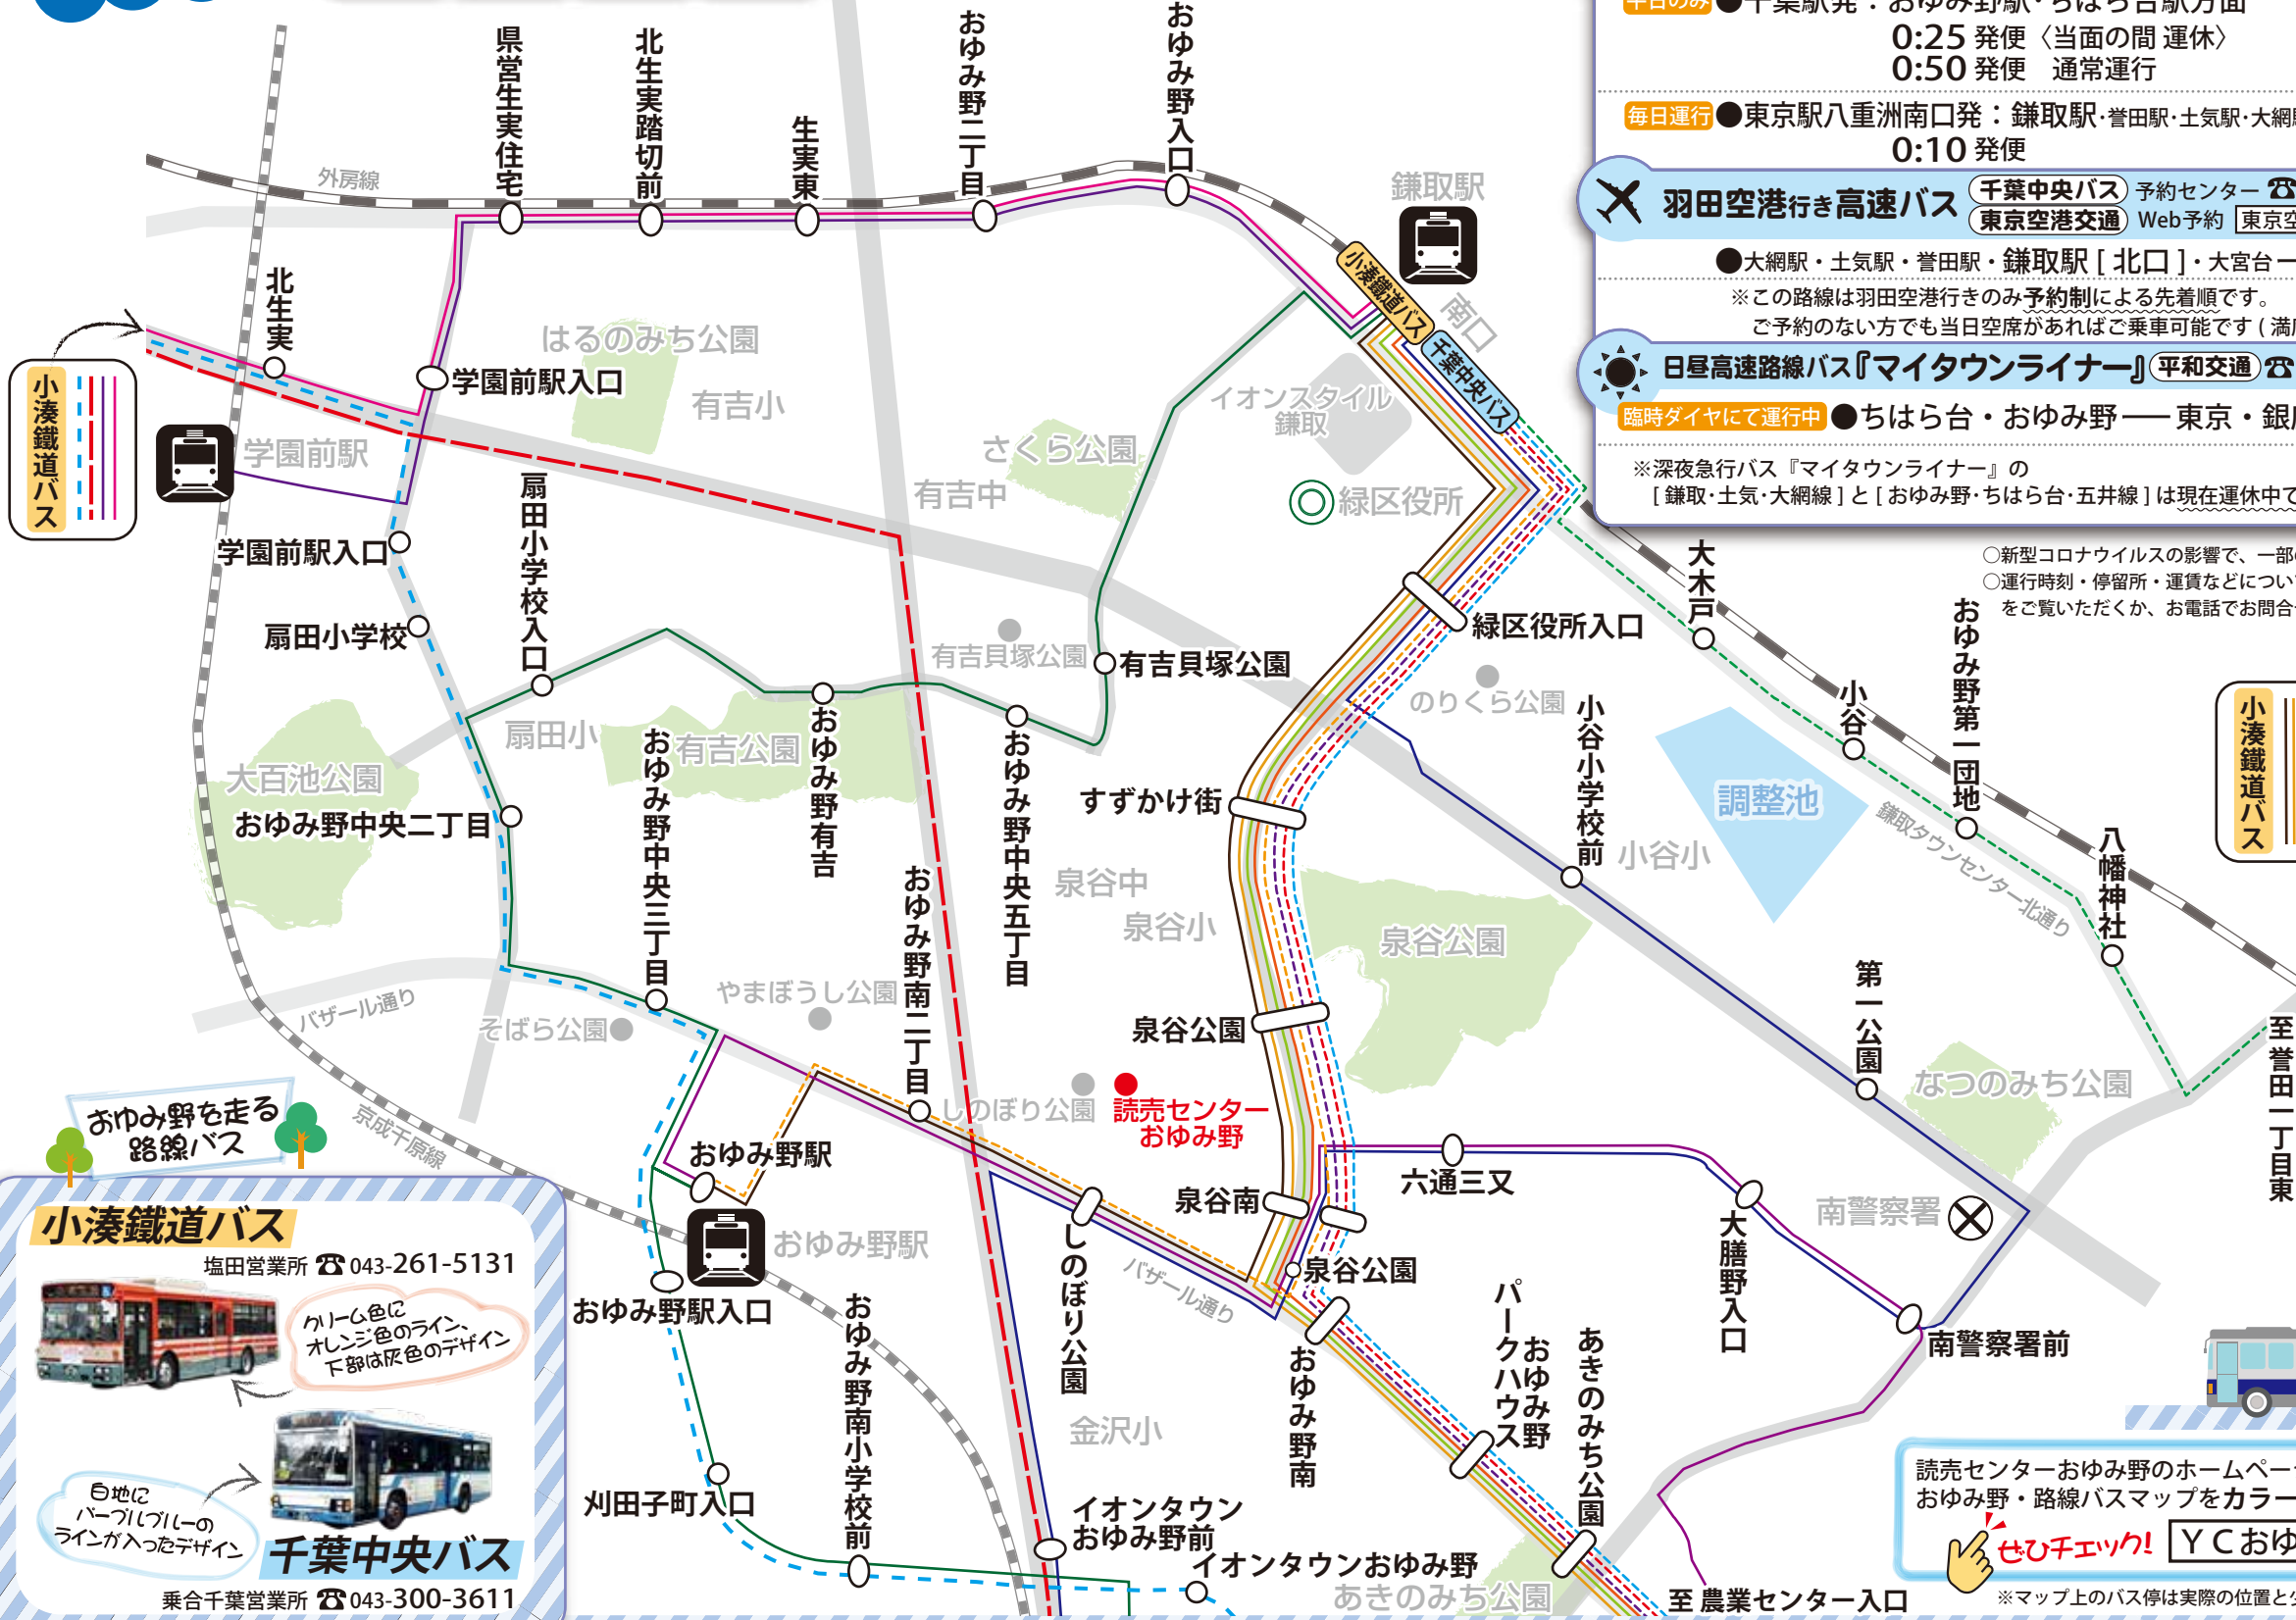 平日のみ ●千葉駅発：おゆみ野駅・ちはら台駅方面
0:25 発便〈当面の間 運休〉
0:50 発便 通常運行
毎日運行 ●東京駅八重洲南口発：鎌取駅・誉田駅・土気駅・大網
0:10 発便
羽田空港行き高速バス
千葉中央バス 予約センター ☎
東京空港交通 Web予約 東京空
●大網駅・土気駅・誉田駅・鎌取駅 [ 北口 ]・大宮台ー
※この路線は羽田空港行きのみ予約制による先着順です。
ご予約のない方でも当日空席があればご乗車可能です ( 満
日昼高速路線バス『マイタウンライナー』 平和交通 ☎
臨時ダイヤにて運行中 ●ちはら台・おゆみ野 ── 東京・銀
※深夜急行バス『マイタウンライナー』の
[ 鎌取・土気・大網線 ] と [ おゆみ野・ちはら台・五井線 ] は現在運休中で
○新型コロナウイルスの影響で、一部
○運行時刻・停留所・運賃などについ
をご覧いただくか、お電話でお問合
県営生実住宅
北生実踏切前
生実東
おゆみ野二丁目
おゆみ野入口
外房線
鎌取駅
南口
小湊鐵道バス
千葉中央バス
北生実
小湊鐵道バス
はるのみち公園
学園前駅入口
有吉小
イオンスタイル
鎌取
さくら公園
学園前駅
有吉中
緑区役所
扇田小学校入口
学園前駅入口
大木戸
緑区役所入口
扇田小学校
おゆみ野第一団地
有吉貝塚公園
有吉貝塚公園
のりくら公園
小谷
小谷小学校前
小湊鐵道バス
扇田小
おゆみ野中央三丁目
有吉公園
おゆみ野有吉
おゆみ野中央五丁目
大百池公園
すずかけ街
調整池
鎌取タウンセンター北通り
おゆみ野中央二丁目
小谷小
八幡神社
泉谷中
おゆみ野南二丁目
泉谷小
泉谷公園
第一公園
バザール通り
そばら公園
やまぼうし公園
泉谷公園
至 誉田一丁目東
なつのみち公園
しのぼり公園
読売センター
おゆみ野
京成千原線
おゆみ野を走る
路線バス
おゆみ野駅
六通三又
泉谷南
南警察署
大膳野入口
おゆみ野駅
しのぼり公園
バザール通り
泉谷公園
おゆみ野駅入口
おゆみ野南小学校前
おゆみ野南
おゆみ野
パークハウス
あきのみち公園
南警察署前
金沢小
刈田子町入口
イオンタウン
おゆみ野前
イオンタウンおゆみ野
あきのみち公園
至 農業センター入口
小湊鐵道バス
塩田営業所 ☎ 043-261-5131
クリーム色に
オレンジ色のライン、
下部は灰色のデザイン
白地に
パープルブルーの
ラインが入ったデザイン
千葉中央バス
乗合千葉営業所 ☎ 043-300-3611
読売センターおゆみ野のホームペー
おゆみ野・路線バスマップをカラー
ぜひチェック! ＹＣおゆ
※マップ上のバス停は実際の位置と